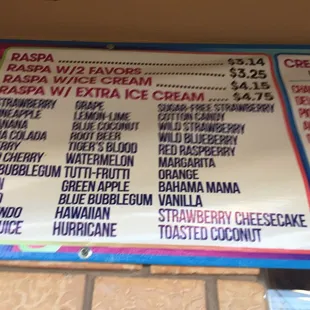 RASPA $3.14
RASPA W/2 FAVORS $3.25
RASPA W/ICE CREAM $4.15
RASPA W/ EXTRA ICE CREAM $4.75
STRAWBERRY
PINEAPPLE
BANANA
COLADA
CHERRY
BUBBLEGUM
GRAPE
LEMON-LIME
BLUE COCONUT
ROOT BEER
TIGER'S BLOOD
WATERMELON
TUTTI-FRUTTI
GREEN APPLE
BLUE BUBBLEGUM
HAWAIIAN
HURRICANE
SUGAR-FREE STRAWBERRY
COTTON CANDY
WILD STRAWBERRY
WILD BLUEBERRY
RED RASPBERRY
MARGARITA
ORANGE
BAHAMA MAMA
VANILLA
STRAWBERRY CHEESECAKE
TOASTED COCONUT
CRE